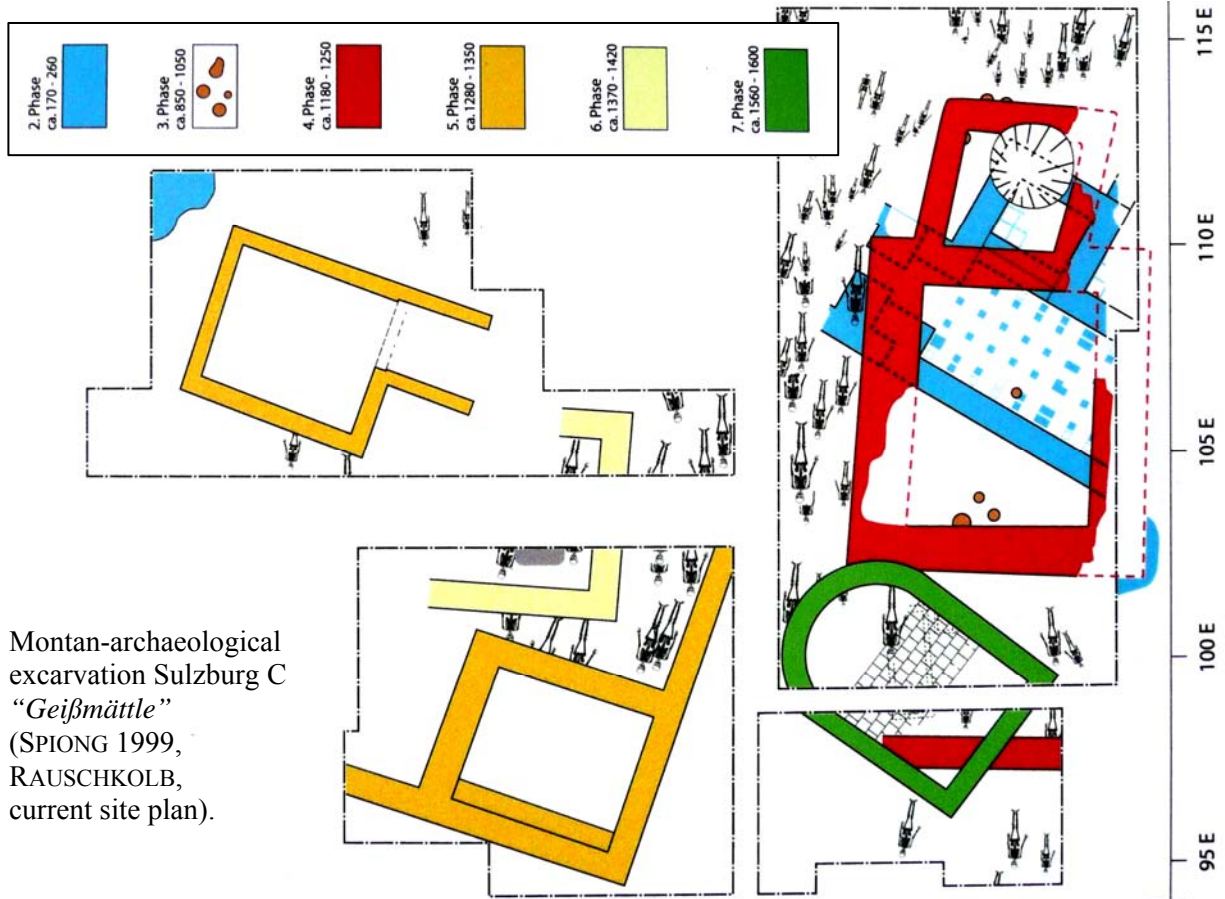 2. Phase
ca. 170 - 260
3. Phase
ca. 850 - 1050
4. Phase
ca. 1180 - 1250
5. Phase
ca. 1280 - 1350
6. Phase
ca. 1370 - 1420
7. Phase
ca. 1560 - 1600
115 E
110 E
105 E
100 E
95 E
Montan-archaeological
excarvation Sulzburg C
“Geißmättle”
(SPIONG 1999,
RAUSCHKOLB,
current site plan).